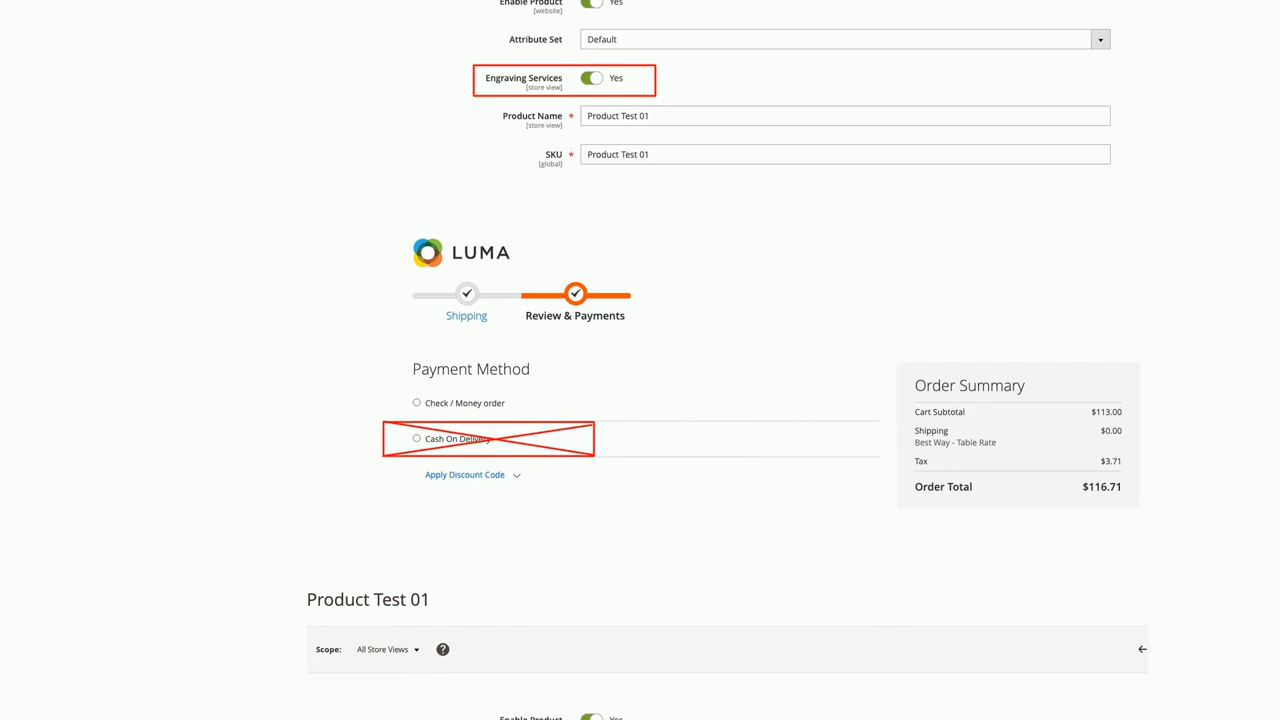 Enable Product Yes
[website]
Attribute Set Default
Engraving Services Yes
[store view]
Product Name * Product Test 01
[store view]
SKU * Product Test 01
[global]
LUMA
Shipping Review & Payments
Payment Method
Check / Money order
Cash On Delivery
Apply Discount Code
Order Summary
Cart Subtotal $113.00
Shipping $0.00
Best Way - Table Rate
Tax $3.71
Order Total $116.71
Product Test 01
Scope: All Store Views ?
Enable Product Yes